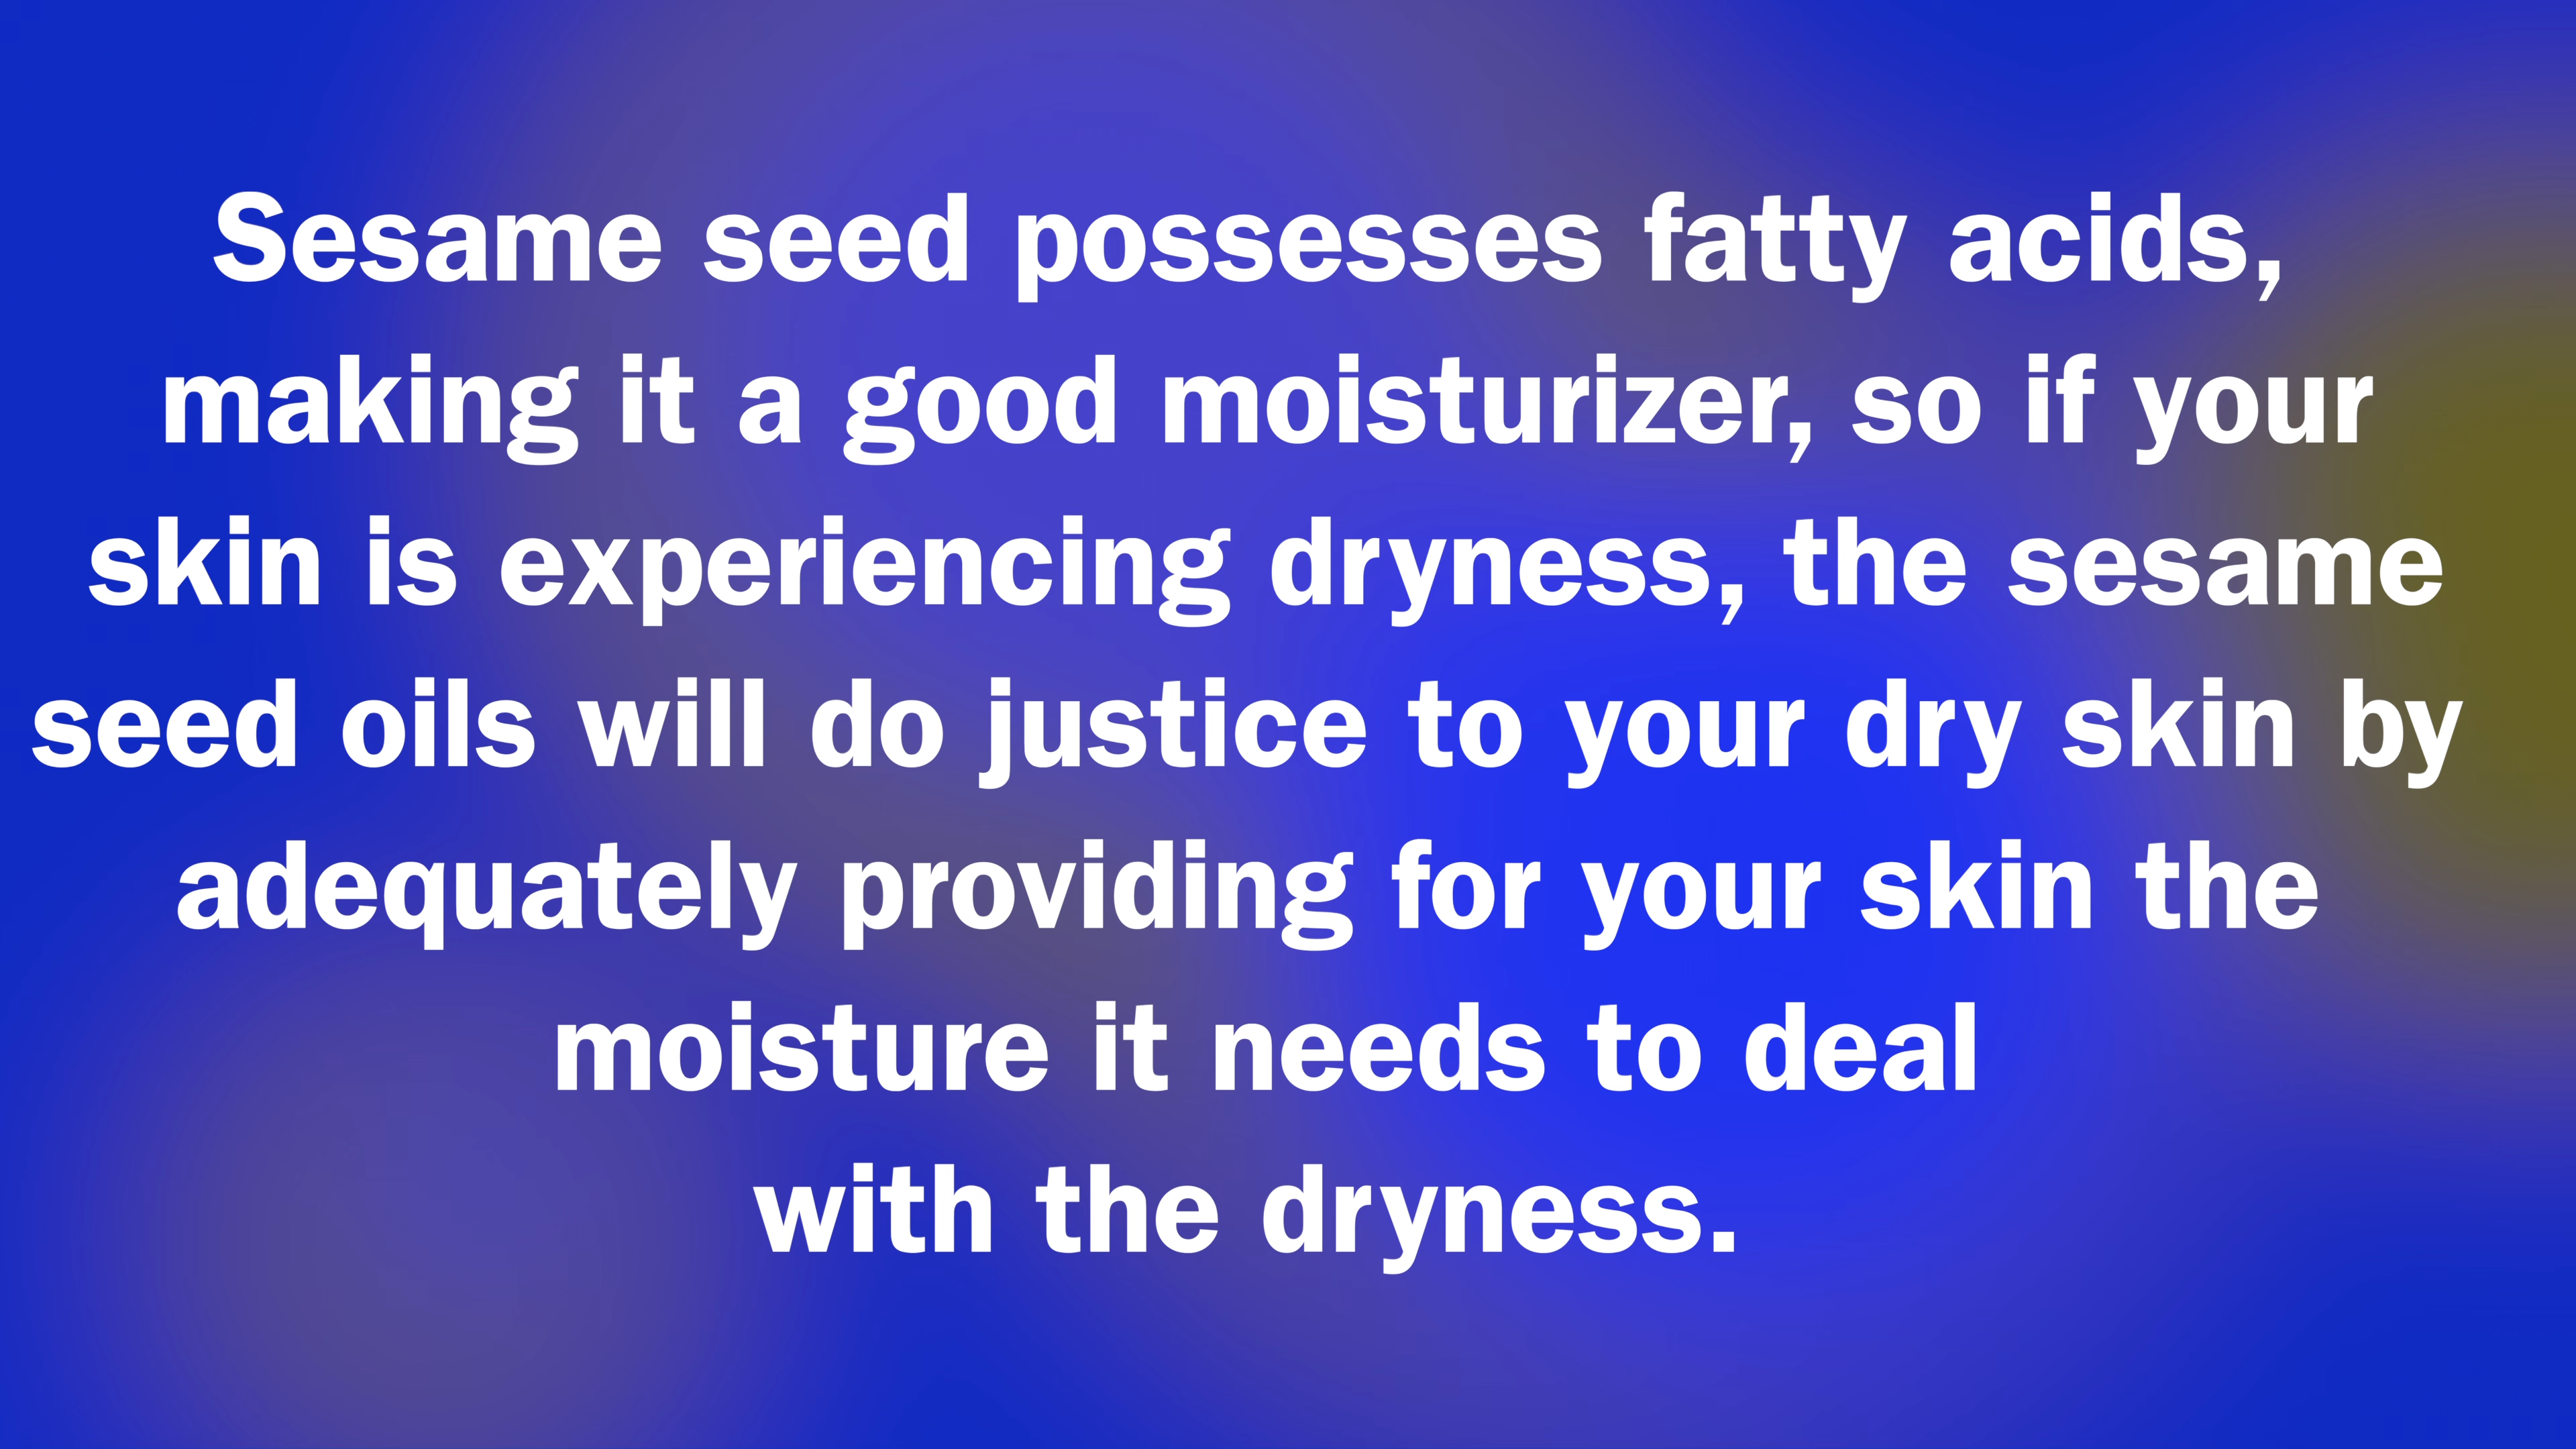 Sesame seed possesses fatty acids,
making it a good moisturizer, so if your
skin is experiencing dryness, the sesame
seed oils will do justice to your dry skin by
adequately providing for your skin the
moisture it needs to deal
with the dryness.